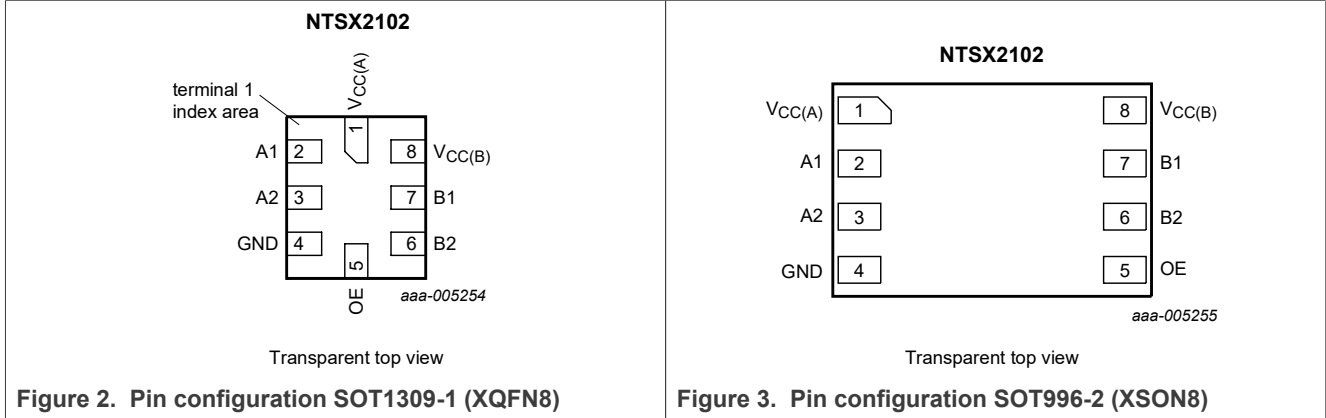 NTSX2102
terminal 1
index area
VCC(A)
1
A1 2
A2 3
GND 4
5
OE
8 VCC(B)
7 B1
6 B2
aaa-005254
Transparent top view
Figure 2. Pin configuration SOT1309-1 (XQFN8)
NTSX2102
VCC(A) 1
A1 2
A2 3
GND 4
8 VCC(B)
7 B1
6 B2
5 OE
aaa-005255
Transparent top view
Figure 3. Pin configuration SOT996-2 (XSON8)